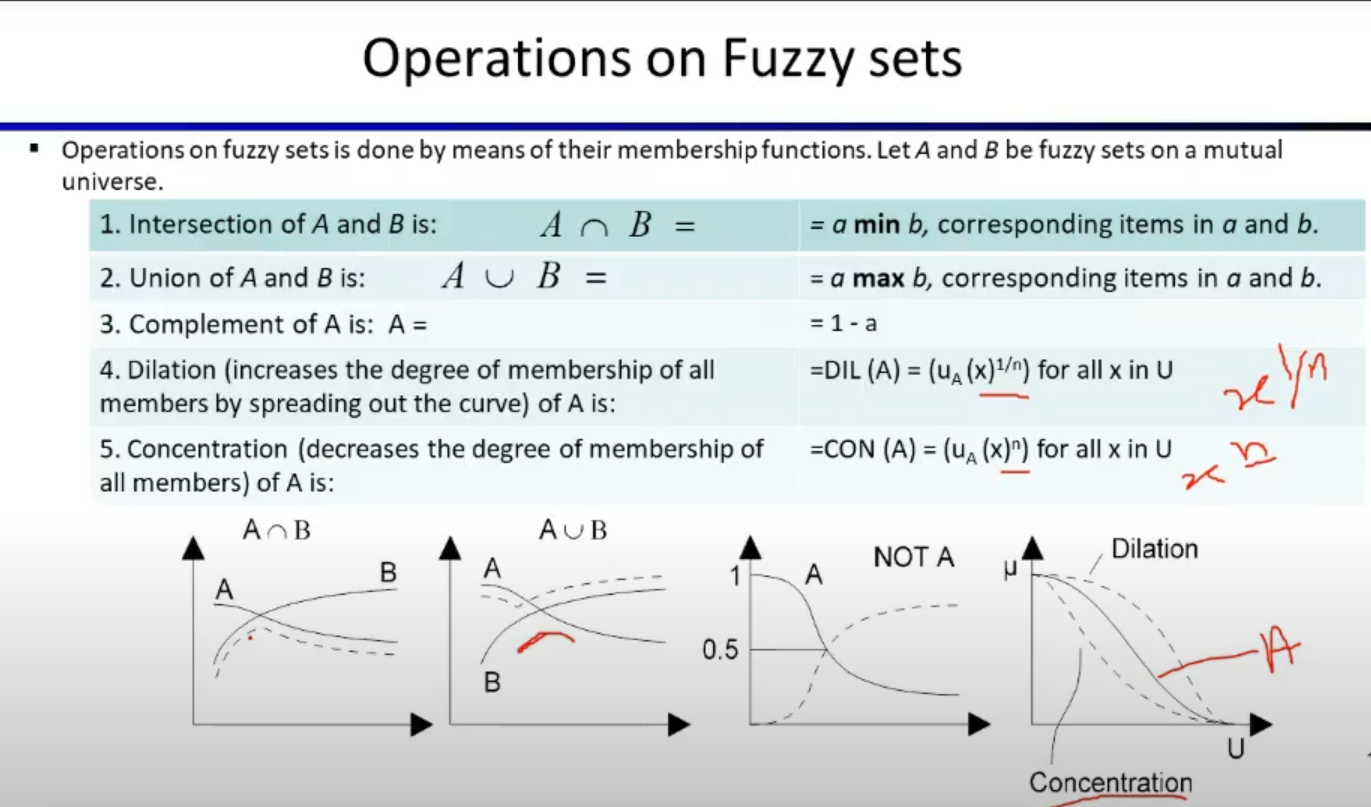 Operations on Fuzzy sets
▪ Operations on fuzzy sets is done by means of their membership functions. Let A and B be fuzzy sets on a mutual
universe.
1. Intersection of A and B is: A ∩ B = = a min b, corresponding items in a and b.
2. Union of A and B is: A ∪ B = = a max b, corresponding items in a and b.
3. Complement of A is: A = = 1 - a
4. Dilation (increases the degree of membership of all =DIL (A) = (u_A (x)^{1/n}) for all x in U x^{1/n}
members by spreading out the curve) of A is:
5. Concentration (decreases the degree of membership of =CON (A) = (u_A (x)^n) for all x in U x^n
all members) of A is:
A ∩ B
A
B
A ∪ B
A
B
NOT A
1
A
0.5
µ
Dilation
A
U
Concentration